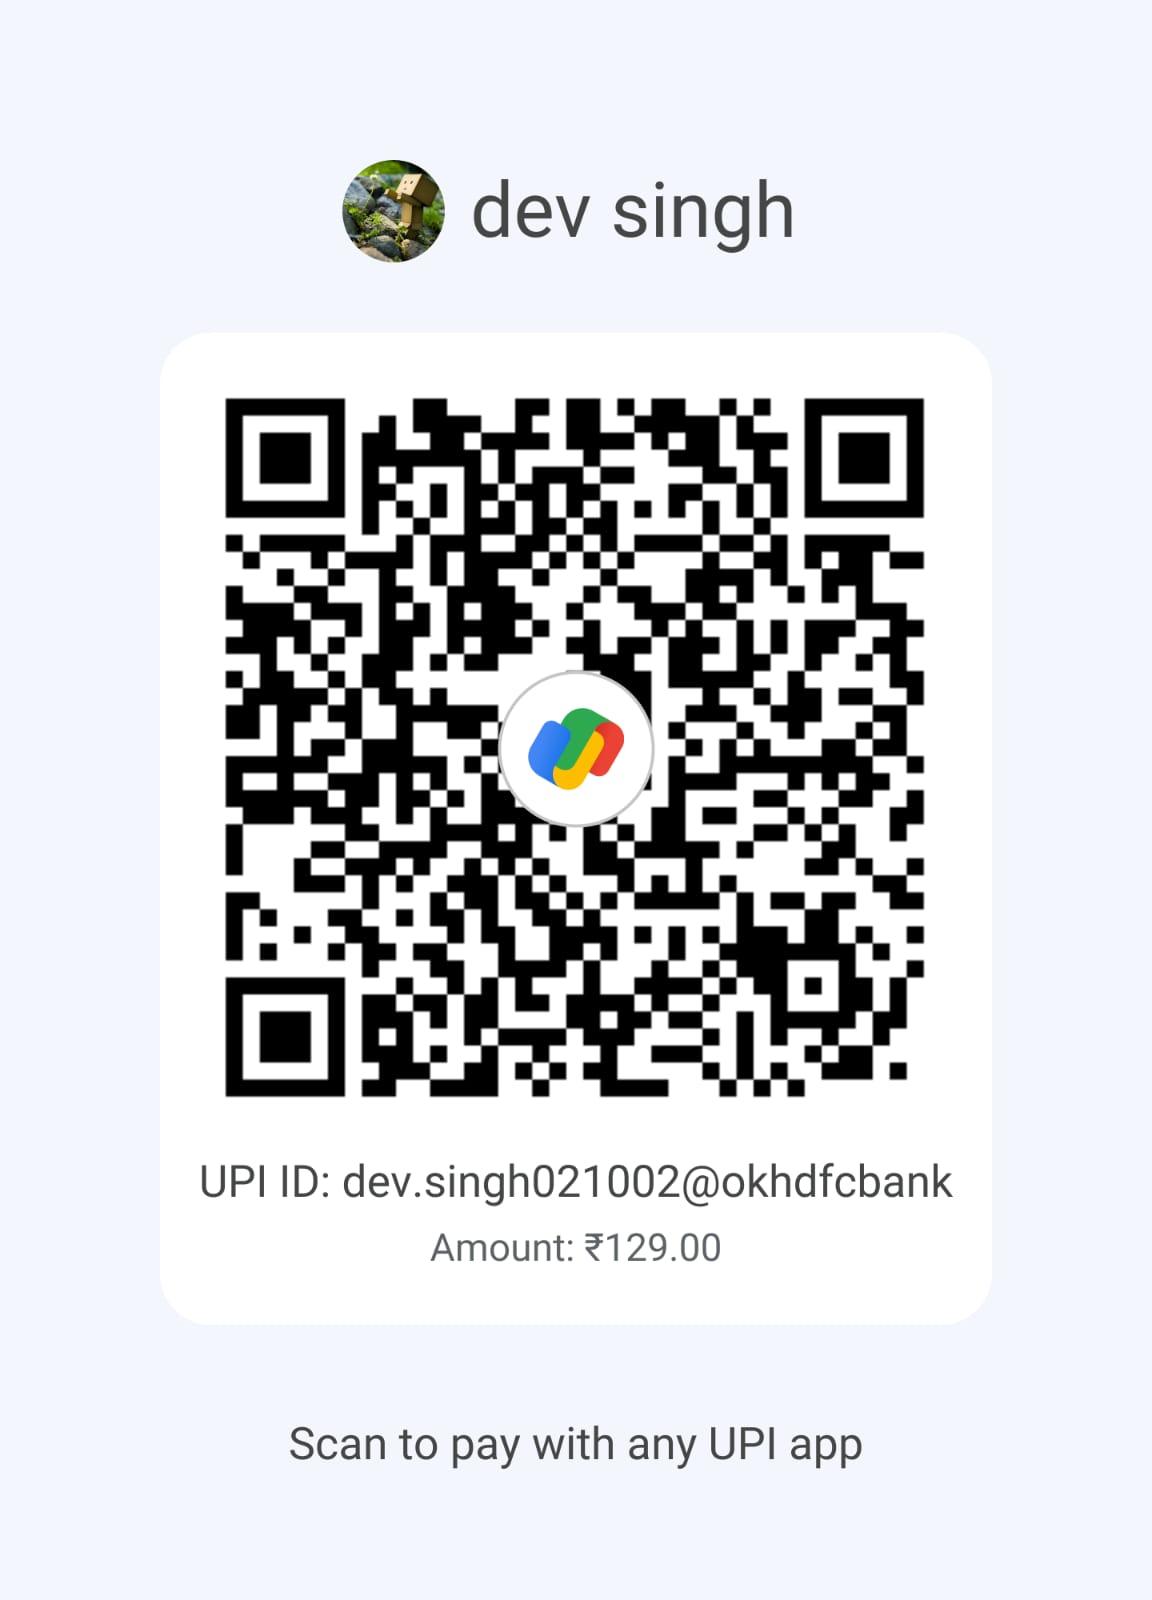 dev singh
UPI ID: dev.singh021002@okhdfcbank
Amount: ₹129.00
Scan to pay with any UPI app